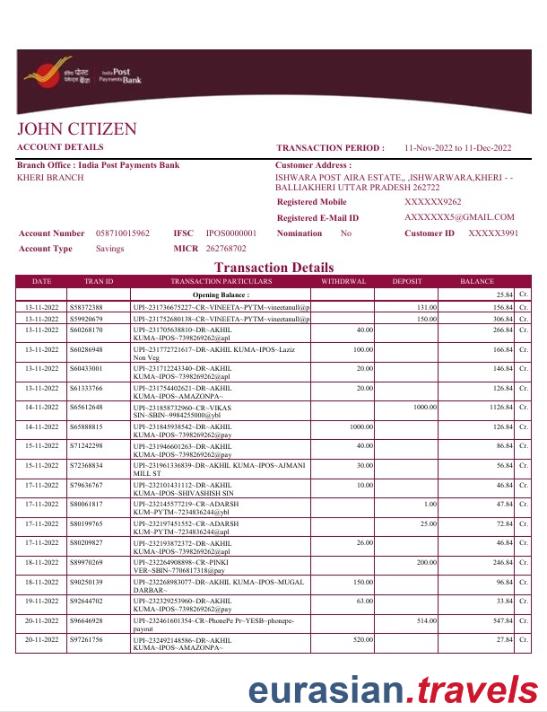 इंडिया पोस्ट
पेमेंट्स बैंक
India Post
Payments Bank
JOHN CITIZEN
ACCOUNT DETAILS
TRANSACTION PERIOD : 11-Nov-2022 to 11-Dec-2022
Branch Office : India Post Payments Bank
KHERI BRANCH
Customer Address :
ISHWARA POST AIRA ESTATE,, ,ISHWARWARA,KHERI - -
BALLIAKHERI UTTAR PRADESH 262722
Registered Mobile XXXXXX9262
Registered E-Mail ID AXXXXXXX5@GMAIL.COM
Account Number 058710015962 IFSC IPOS0000001 Nomination No Customer ID XXXXX3991
Account Type Savings MICR 262768702
Transaction Details
DATE TRAN ID TRANSACTION PARTICULARS WITHDRWAL DEPOSIT BALANCE
Opening Balance : 25.84 Cr.
13-11-2022 S58372388 UPI~231736675227~CR~VINEETA~PYTM~vineetanull@p 131.00 156.84 Cr.
13-11-2022 S59920679 UPI~231752680138~CR~VINEETA~PYTM~vineetanull@p 150.00 306.84 Cr.
13-11-2022 S60268170 UPI~231705638810~DR~AKHIL 40.00 266.84 Cr.
KUMA~IPOS~7398269262@apl
13-11-2022 S60286948 UPI~231772721617~DR~AKHIL KUMA~IPOS~Laziz 100.00 166.84 Cr.
Non Veg
13-11-2022 S60433001 UPI~231712243340~DR~AKHIL 20.00 146.84 Cr.
KUMA~IPOS~7398269262@apl
13-11-2022 S61333766 UPI~231754402621~DR~AKHIL 20.00 126.84 Cr.
KUMA~IPOS~AMAZONPA~
14-11-2022 S65612648 UPI~231858732960~CR~VIKAS 1000.00 1126.84 Cr.
SIN~SBIN~9984255000@ybl
14-11-2022 S65888815 UPI~231845938542~DR~AKHIL 1000.00 126.84 Cr.
KUMA~IPOS~7398269262@pay
15-11-2022 S71242298 UPI~231946601263~DR~AKHIL 40.00 86.84 Cr.
KUMA~IPOS~7398269262@pay
15-11-2022 S72368834 UPI~231961336839~DR~AKHIL KUMA~IPOS~AJMANI 30.00 56.84 Cr.
MILL ST
17-11-2022 S79636767 UPI~232101431112~DR~AKHIL 10.00 46.84 Cr.
KUMA~IPOS~SHIVASHISH SIN
17-11-2022 S80061817 UPI~232145577219~CR~ADARSH 1.00 47.84 Cr.
KUM~PYTM~7234836244@ybl
17-11-2022 S80199765 UPI~232197451552~CR~ADARSH 25.00 72.84 Cr.
KUM~PYTM~7234836244@apl
17-11-2022 S80209827 UPI~232193872372~DR~AKHIL 26.00 46.84 Cr.
KUMA~IPOS~7398269262@apl
18-11-2022 S89970269 UPI~232264908898~CR~PINKI 200.00 246.84 Cr.
VER~SBIN~7706817318@pay
18-11-2022 S90250139 UPI~232268983077~DR~AKHIL KUMA~IPOS~MUGAL 150.00 96.84 Cr.
DARBAR~
19-11-2022 S92644702 UPI~232329253960~DR~AKHIL 63.00 33.84 Cr.
KUMA~IPOS~7398269262@pay
20-11-2022 S96646928 UPI~232461601354~CR~PhonePe Pr~YESB~phonepe- 514.00 547.84 Cr.
payout
20-11-2022 S97261756 UPI~232492148586~DR~AKHIL 520.00 27.84 Cr.
KUMA~IPOS~AMAZONPA~
eurasian.travels